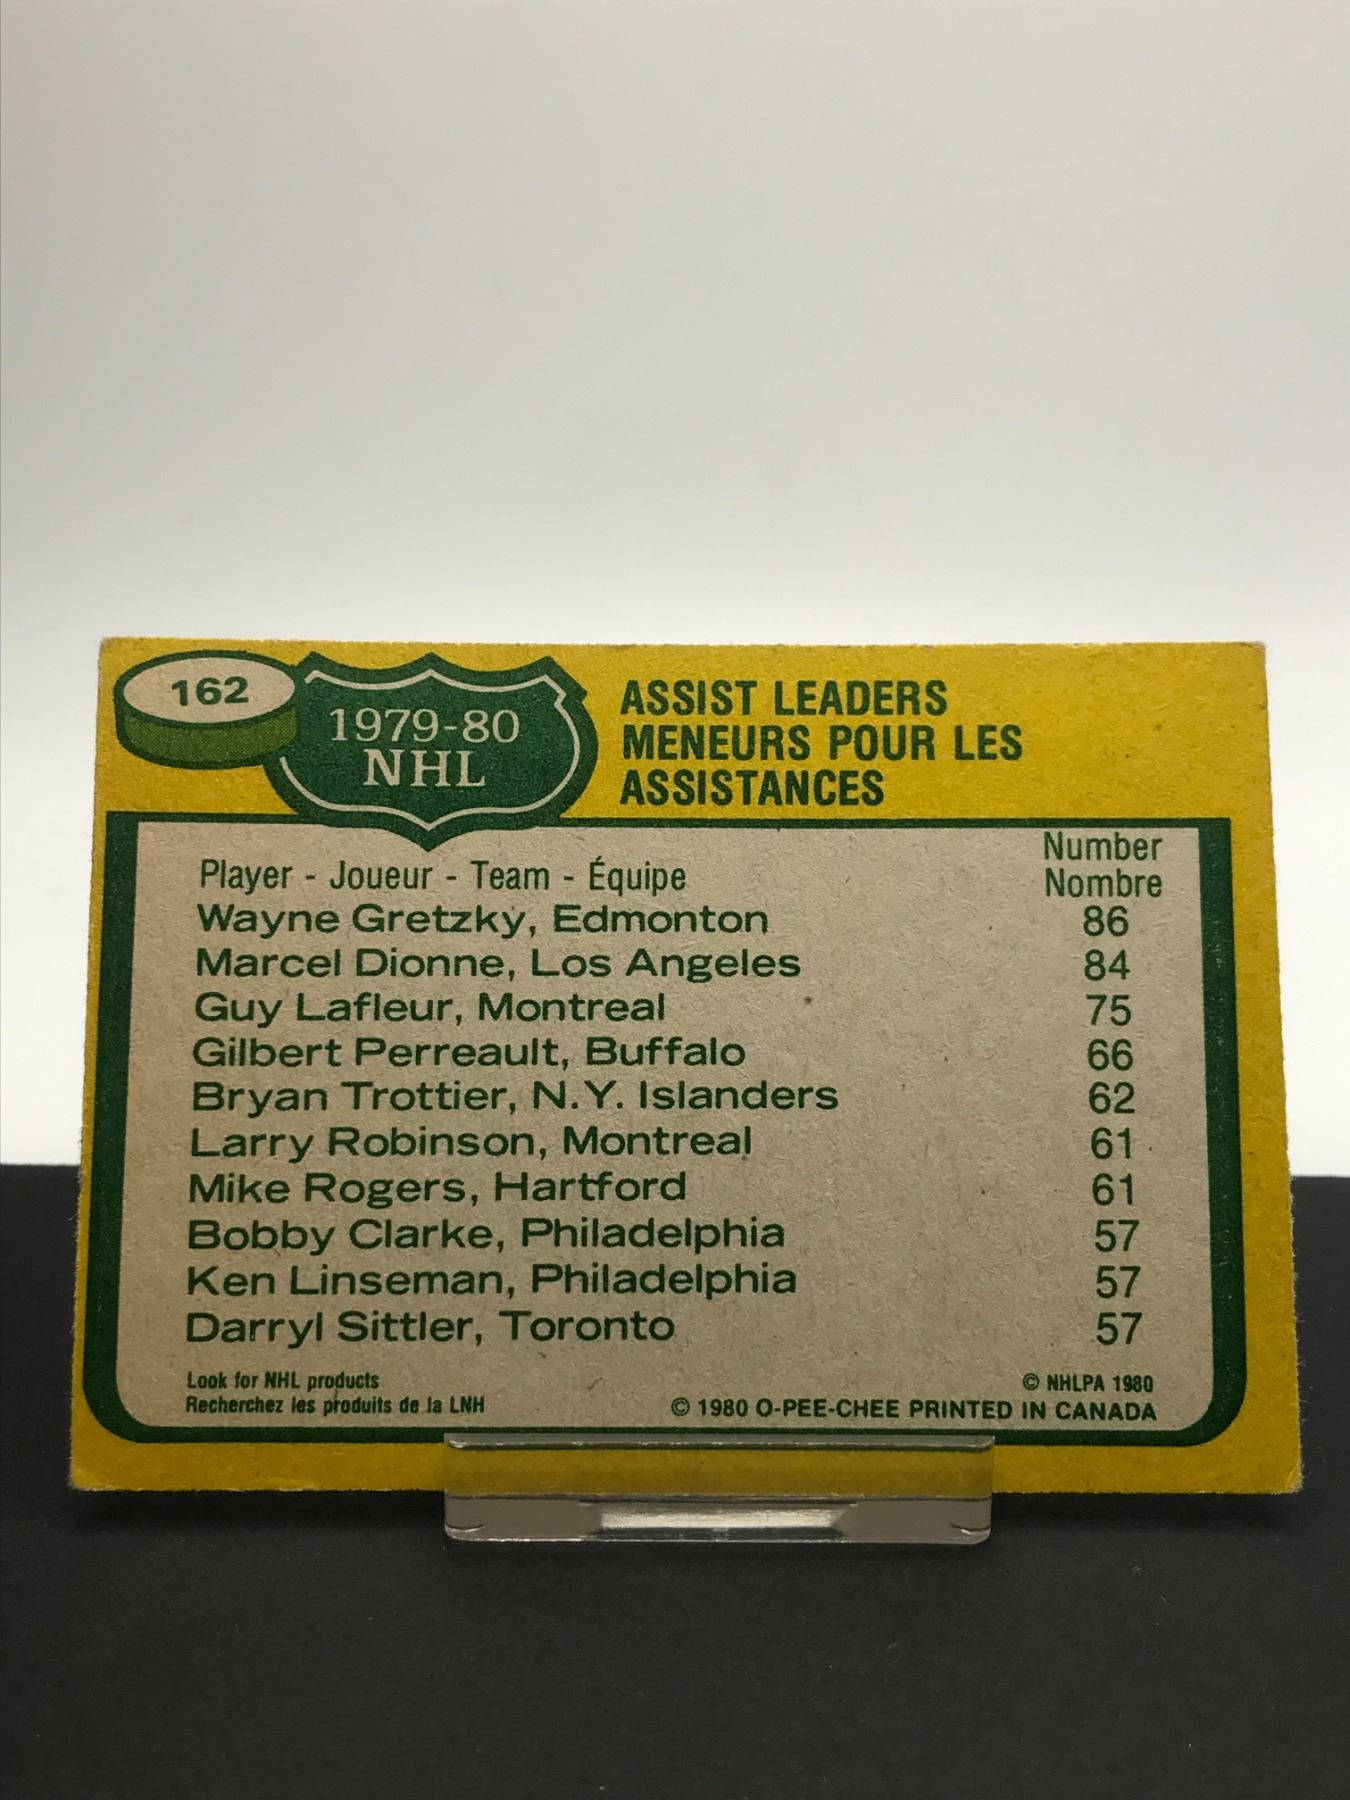 162
1979-80
NHL
ASSIST LEADERS
MENEURS POUR LES
ASSISTANCES
Number
Player - Joueur - Team - Équipe Nombre
Wayne Gretzky, Edmonton 86
Marcel Dionne, Los Angeles 84
Guy Lafleur, Montreal 75
Gilbert Perreault, Buffalo 66
Bryan Trottier, N.Y. Islanders 62
Larry Robinson, Montreal 61
Mike Rogers, Hartford 61
Bobby Clarke, Philadelphia 57
Ken Linseman, Philadelphia 57
Darryl Sittler, Toronto 57
Look for NHL products © NHLPA 1980
Recherchez les produits de la LNH © 1980 O-PEE-CHEE PRINTED IN CANADA